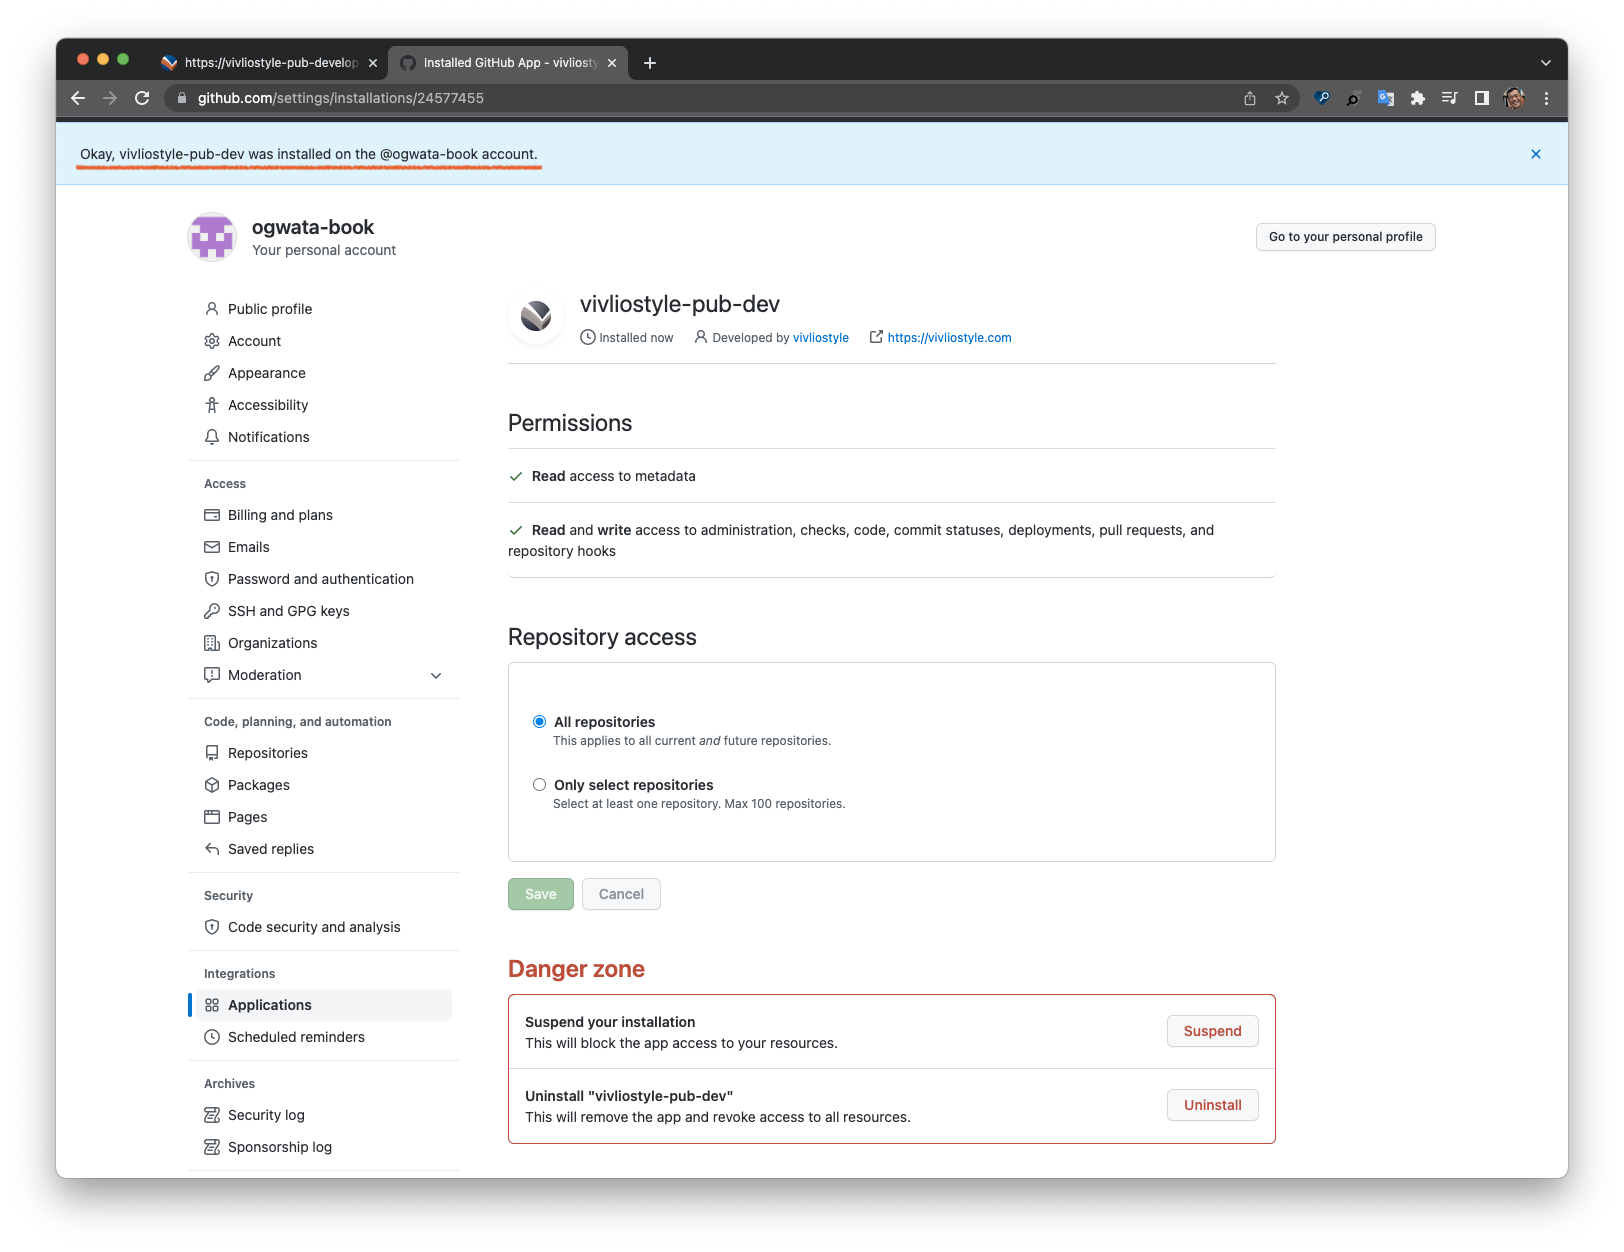 https://vivliostyle-pub-develop
Installed GitHub App - vivliosty
github.com/settings/installations/24577455
Okay, vivliostyle-pub-dev was installed on the @ogwata-book account.
ogwata-book
Your personal account
Go to your personal profile
Public profile
Account
Appearance
Accessibility
Notifications
Access
Billing and plans
Emails
Password and authentication
SSH and GPG keys
Organizations
Moderation
Code, planning, and automation
Repositories
Packages
Pages
Saved replies
Security
Code security and analysis
Integrations
Applications
Scheduled reminders
Archives
Security log
Sponsorship log
vivliostyle-pub-dev
Installed now
Developed by vivliostyle
https://vivliostyle.com
Permissions
Read access to metadata
Read and write access to administration, checks, code, commit statuses, deployments, pull requests, and
repository hooks
Repository access
All repositories
This applies to all current and future repositories.
Only select repositories
Select at least one repository. Max 100 repositories.
Save
Cancel
Danger zone
Suspend your installation
This will block the app access to your resources.
Suspend
Uninstall "vivliostyle-pub-dev"
This will remove the app and revoke access to all resources.
Uninstall